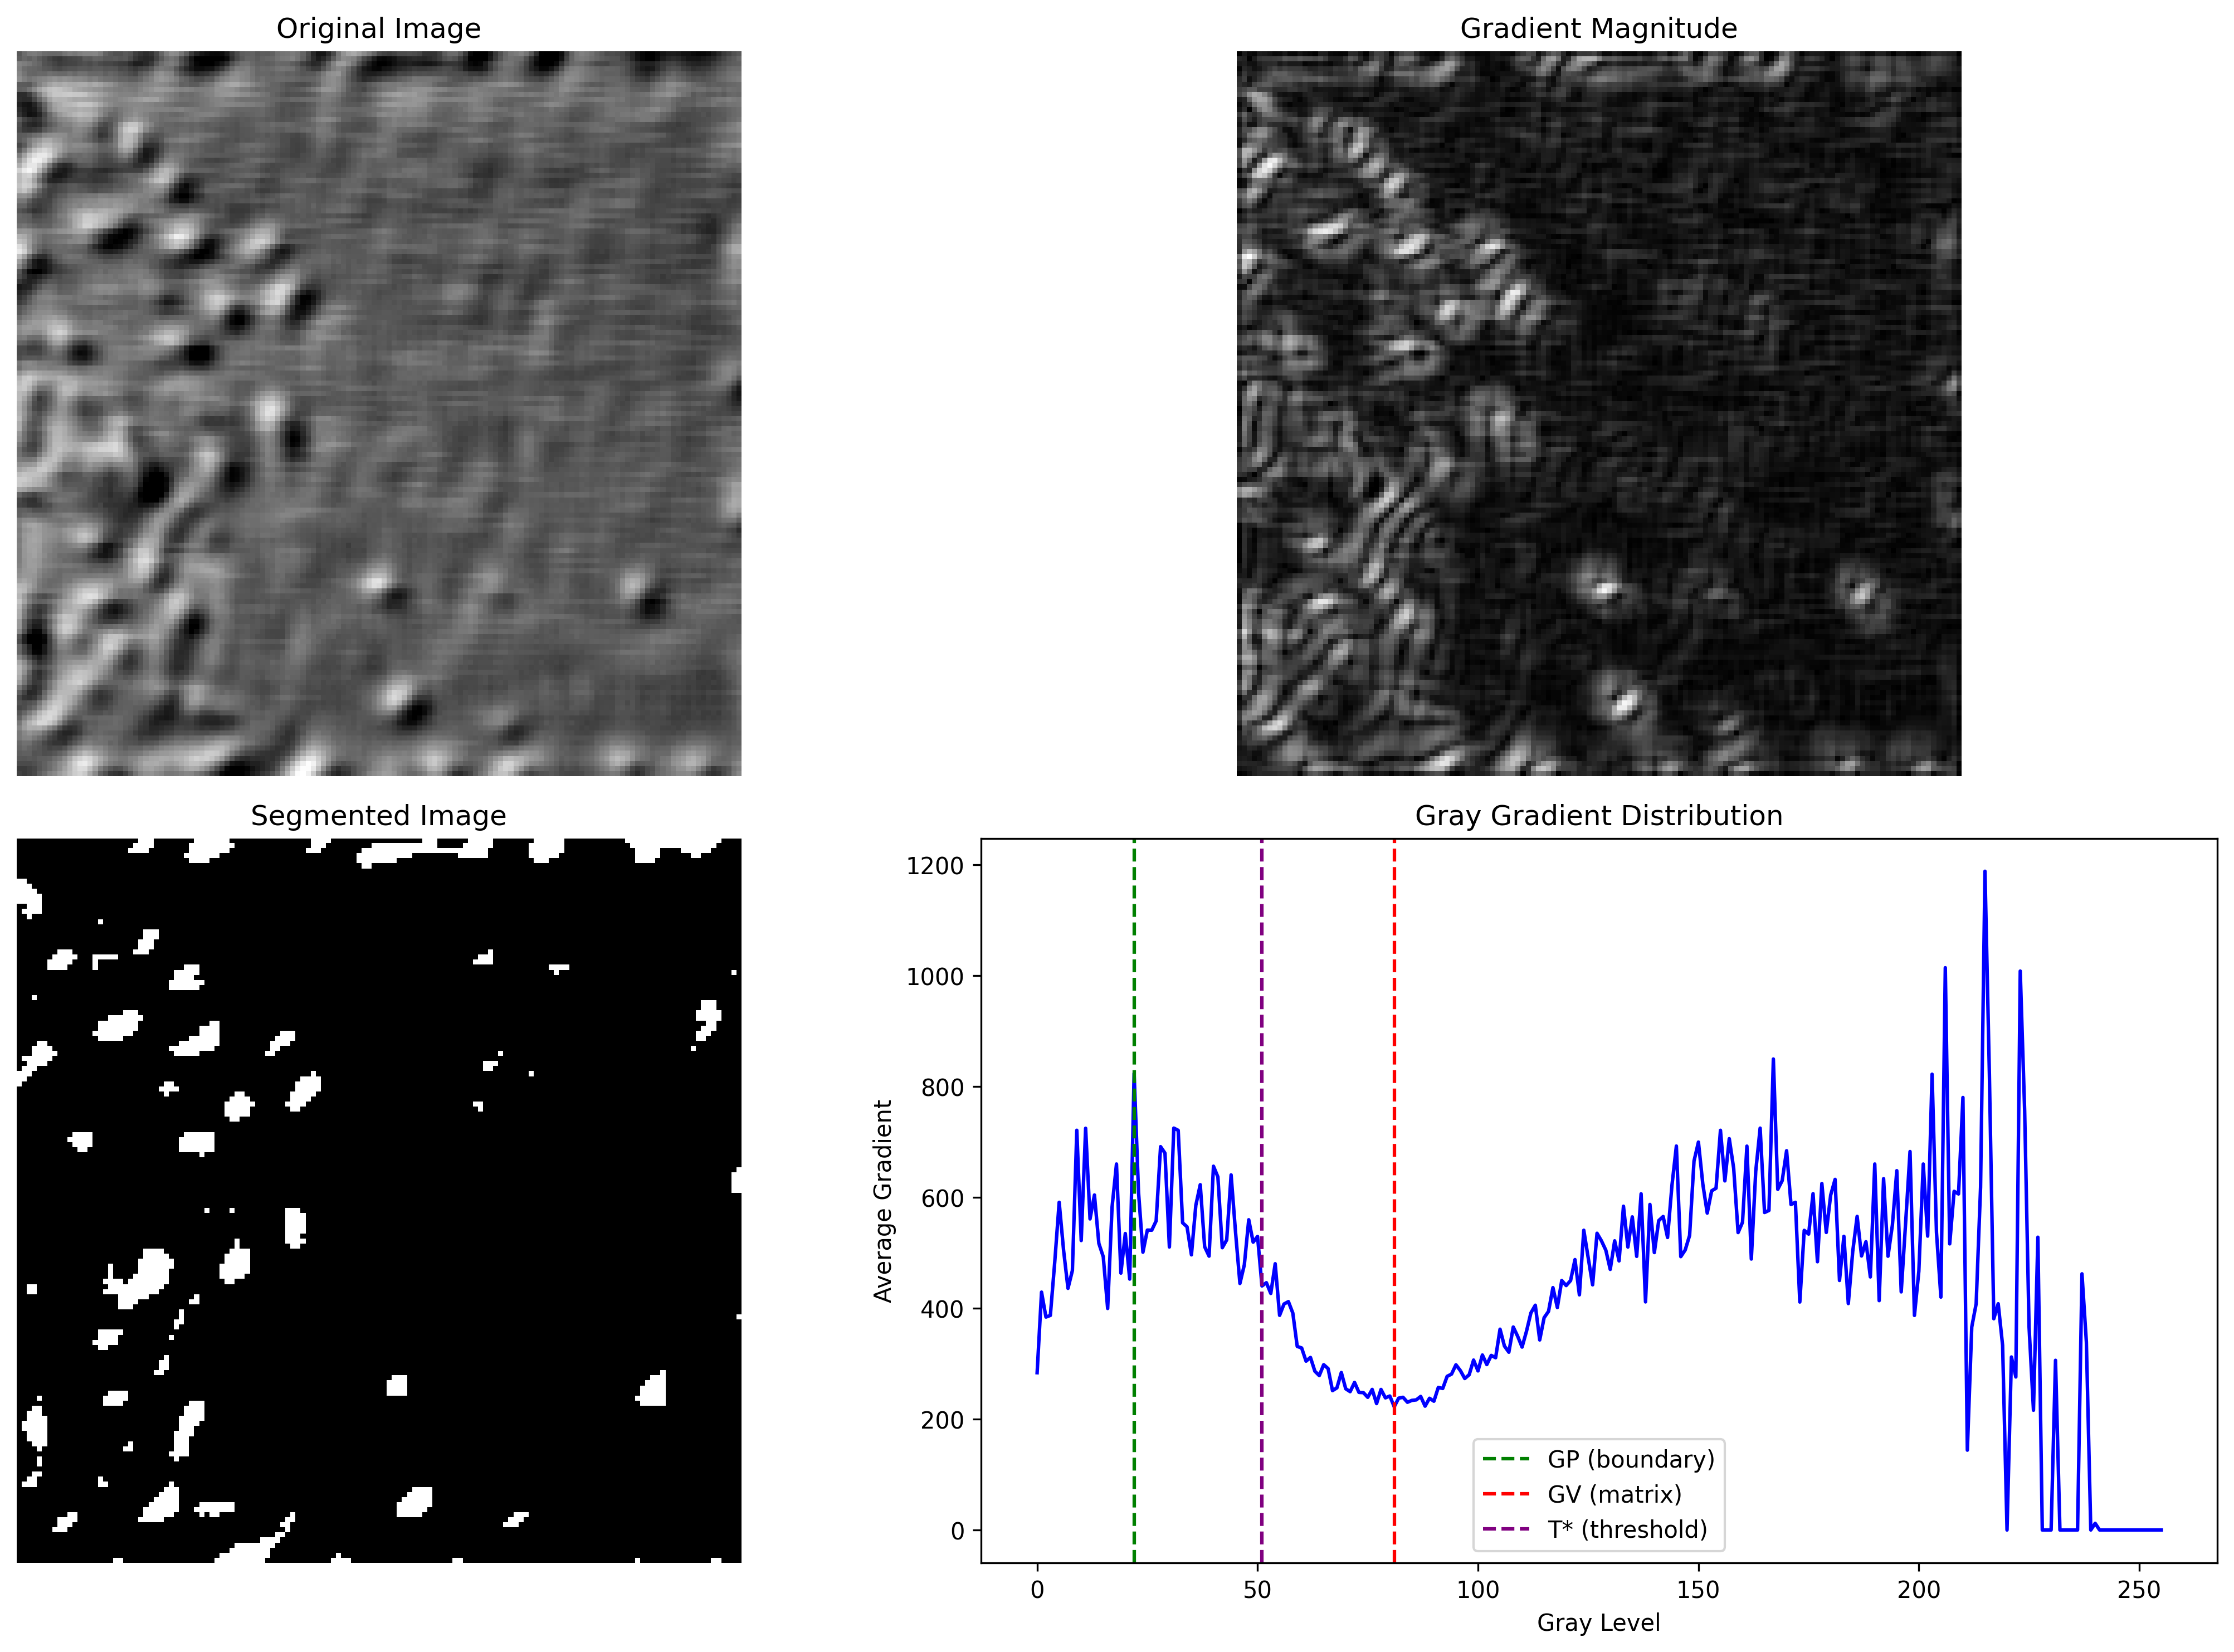 Original Image
Gradient Magnitude
Segmented Image
Gray Gradient Distribution
1200
1000
800
600
400
200
0
Average Gradient
GP (boundary)
GV (matrix)
T* (threshold)
0 50 100 150 200 250
Gray Level